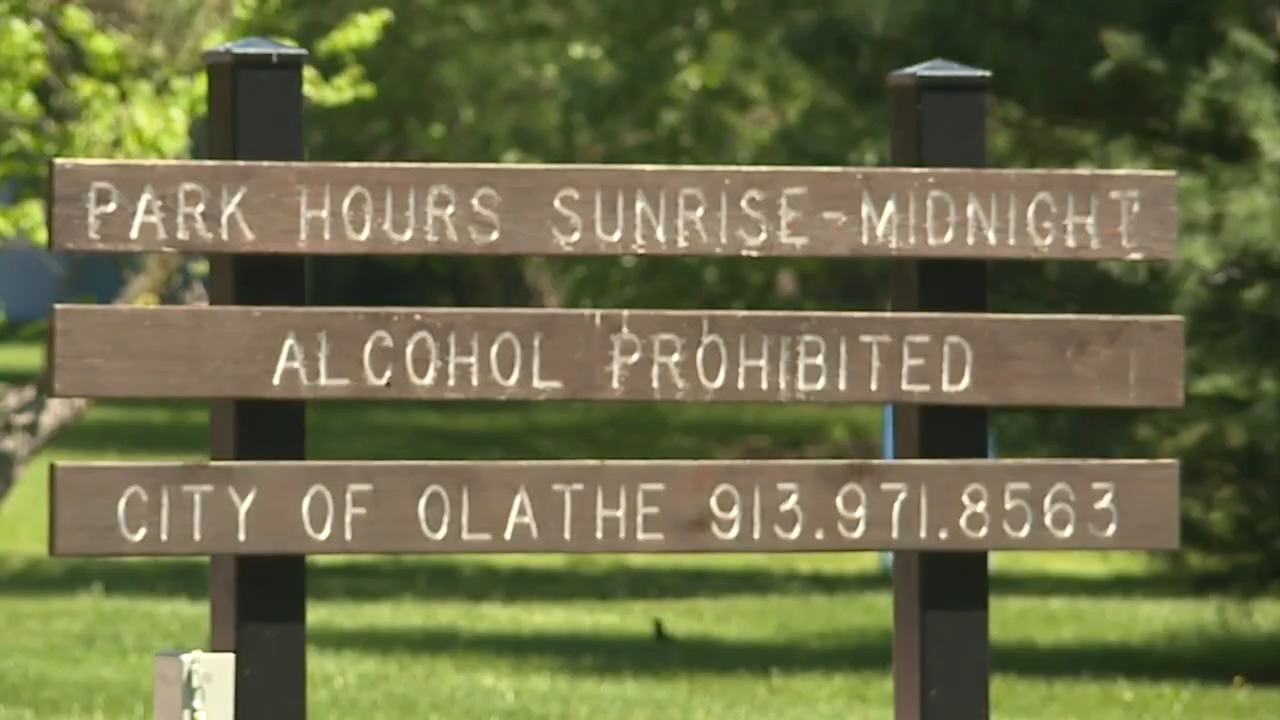 PARK HOURS SUNRISE-MIDNIGHT
ALCOHOL PROHIBITED
CITY OF OLATHE 913.971.8563